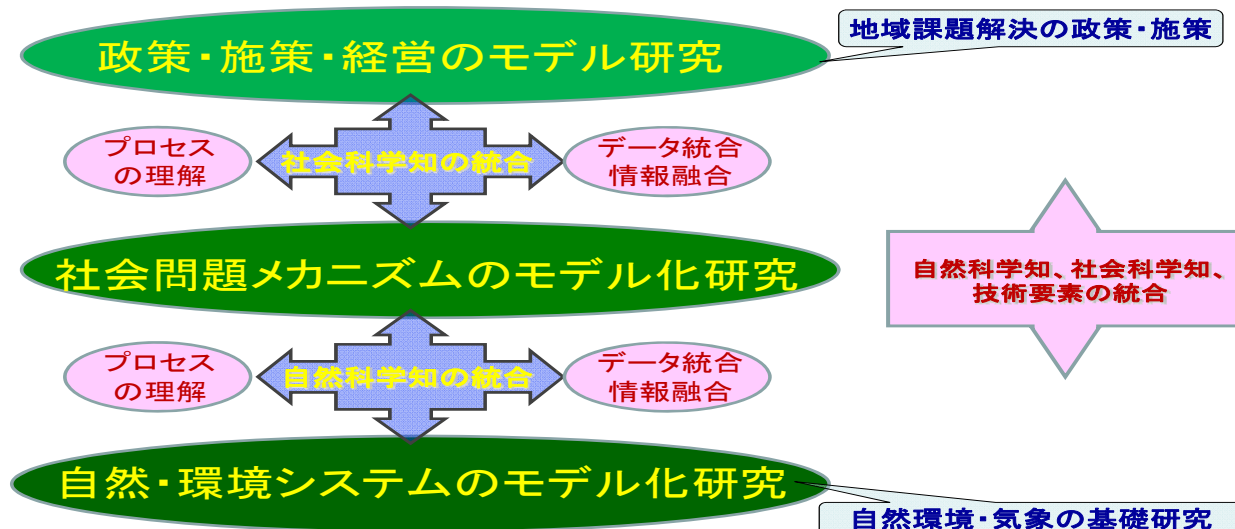 地域課題解決の政策・施策
政策・施策・経営のモデル研究
プロセス
の理解
社会科学知の統合
データ統合
情報融合
社会問題メカニズムのモデル化研究
自然科学知、社会科学知、
技術要素の統合
プロセス
の理解
自然科学知の統合
データ統合
情報融合
自然・環境システムのモデル化研究
自然環境・気象の基礎研究